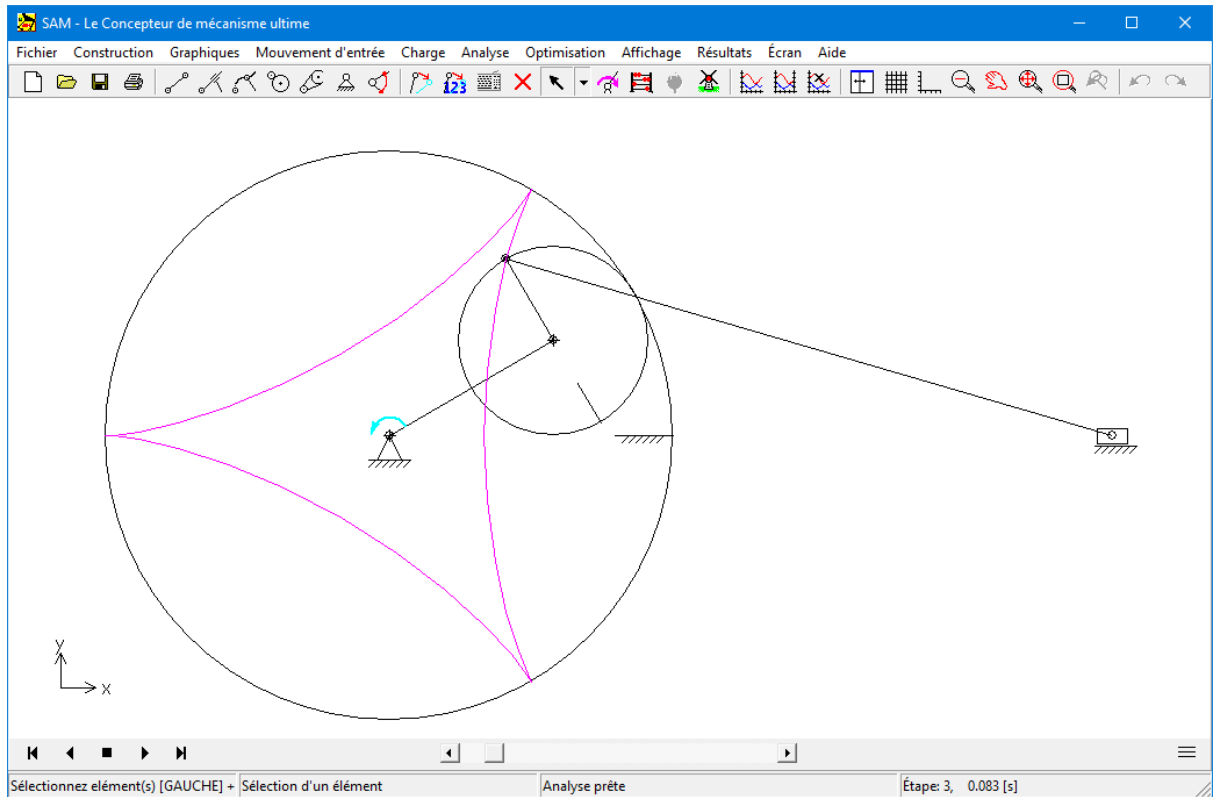 SAM - Le Concepteur de mécanisme ultime
Fichier Construction Graphiques Mouvement d'entrée Charge Analyse Optimisation Affichage Résultats Écran Aide
123
y
x
Sélectionnez elément(s) [GAUCHE] + Sélection d'un élément Analyse prête Étape: 3, 0.083 [s]